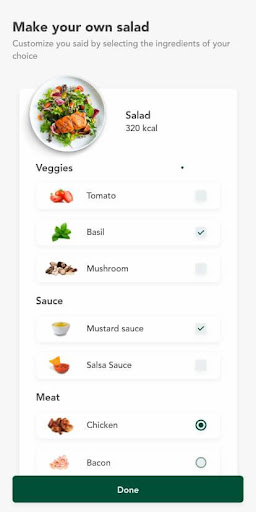 Make your own salad
Customize you said by selecting the ingredients of your
choice
Salad
320 kcal
Veggies
Tomato
Basil
Mushroom
Sauce
Mustard sauce
Salsa Sauce
Meat
Chicken
Bacon
Done